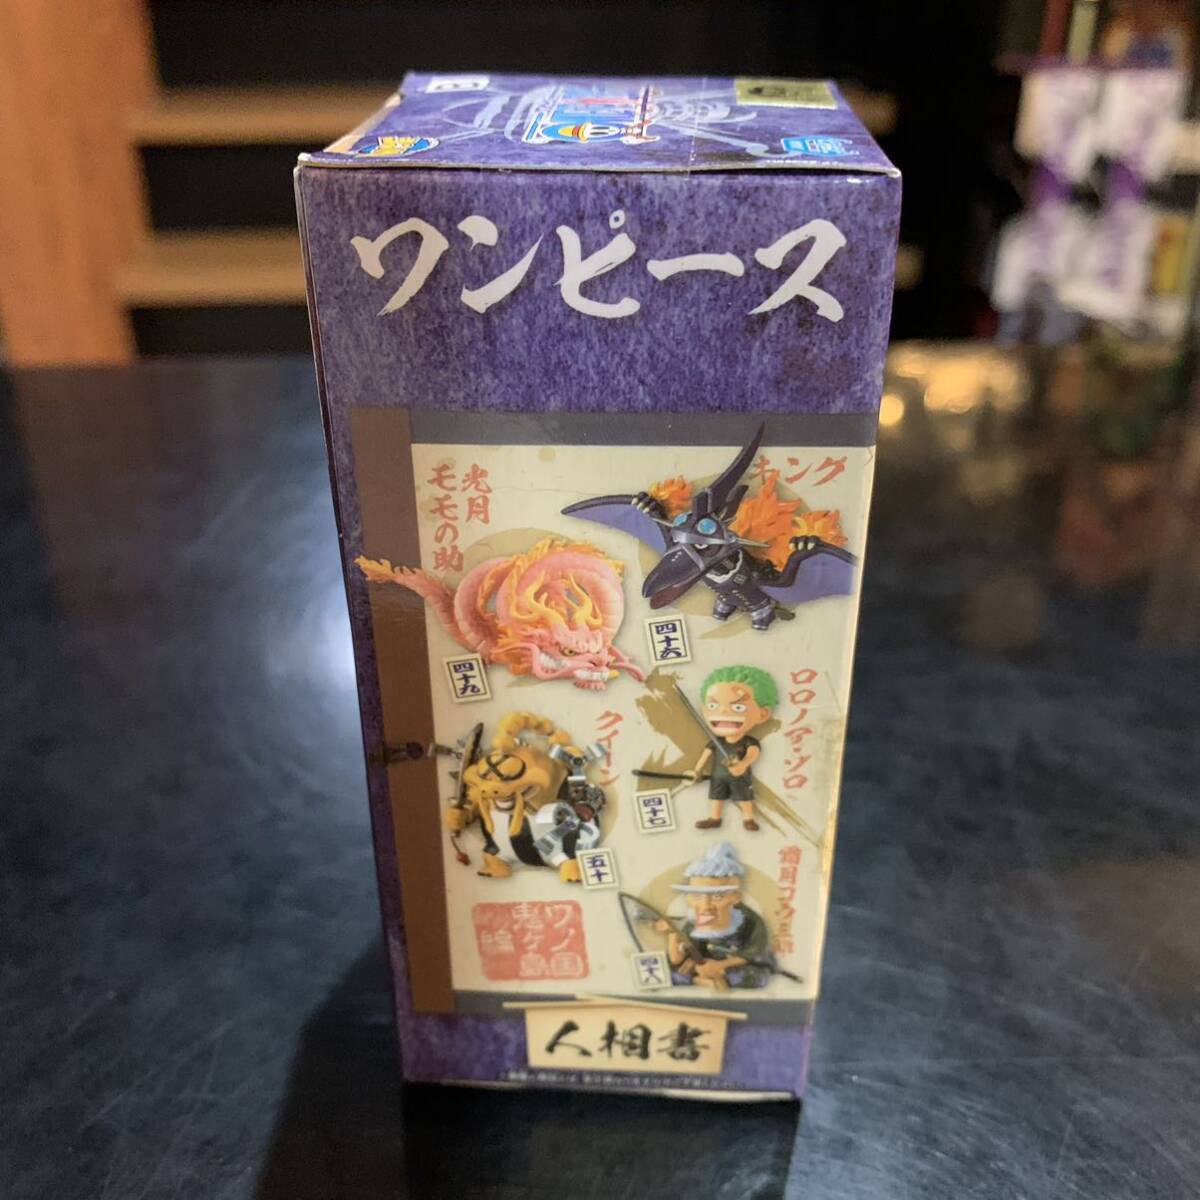 ワンピース
キング
四十六
光月
モモの助
四十九
ロロノア・ゾロ
四十七
クイーン
五十
霜月コウ三郎
四十八
ワノ国
鬼ヶ島
人相書